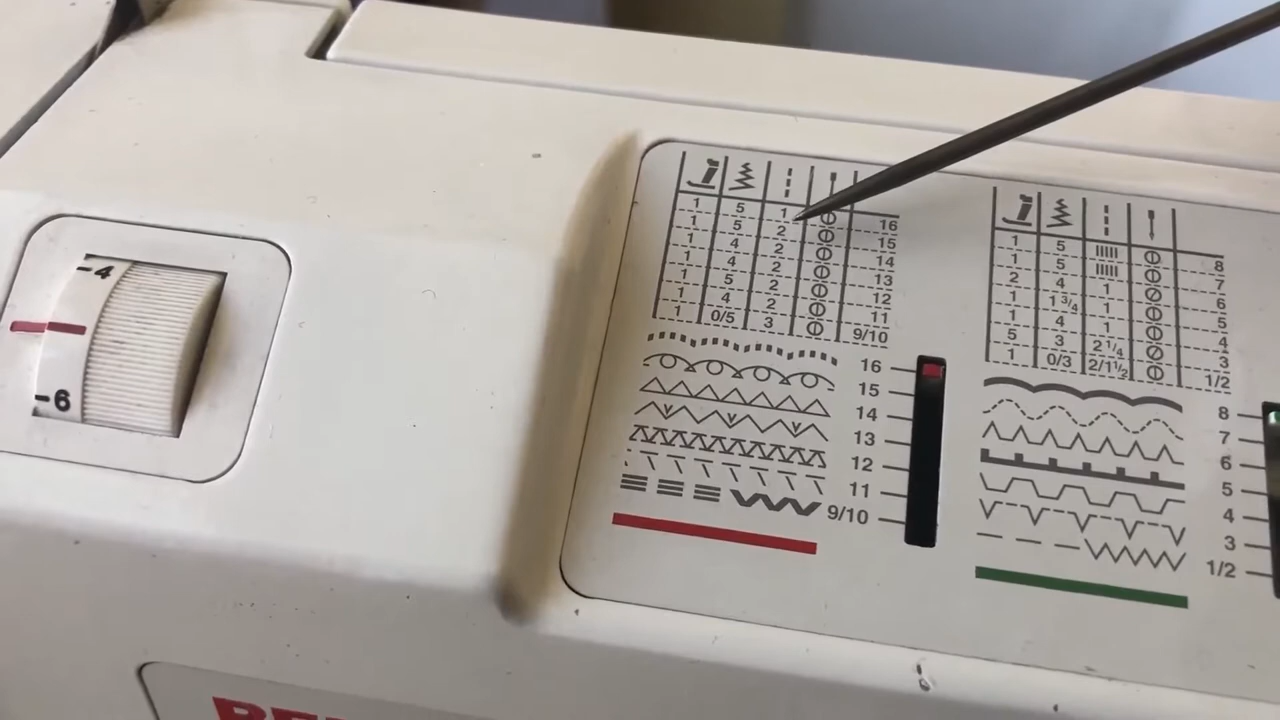 4
6
1 5 1 16
1 5 2 15
1 4 2 14
1 4 2 13
1 5 2 12
1 4 2 11
1 0/5 3 9/10
16
15
14
13
12
11
9/10
1 5 8
1 5 7
2 4 1 6
1 1 3/4 1 5
1 4 1 4
5 3 2 1/4 3
1 0/3 2/1 1/2 1/2
8
7
6
5
4
3
1/2